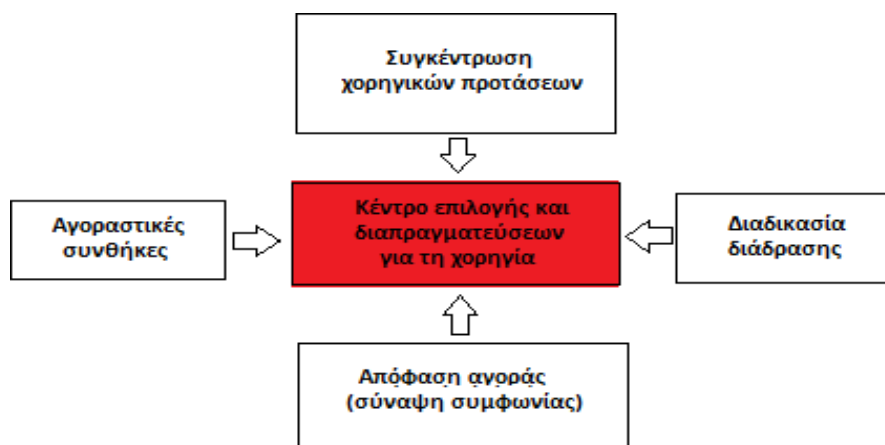 Συγκέντρωση
χορηγικών προτάσεων
Αγοραστικές
συνθήκες
Κέντρο επιλογής και
διαπραγματεύσεων
για τη χορηγία
Διαδικασία
διάδρασης
Απόφαση αγοράς
(σύναψη συμφωνίας)